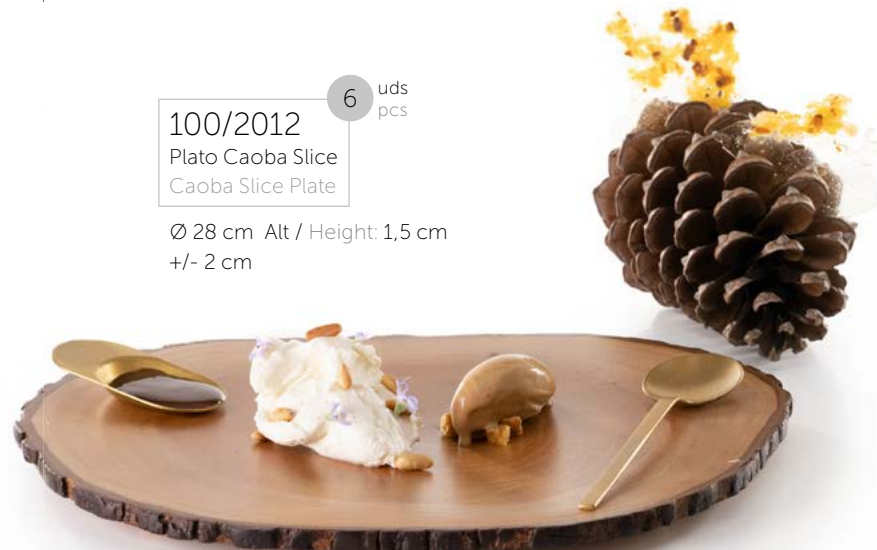 6
uds
pcs
100/2012
Plato Caoba Slice
Caoba Slice Plate
Ø 28 cm Alt / Height: 1,5 cm
+/- 2 cm